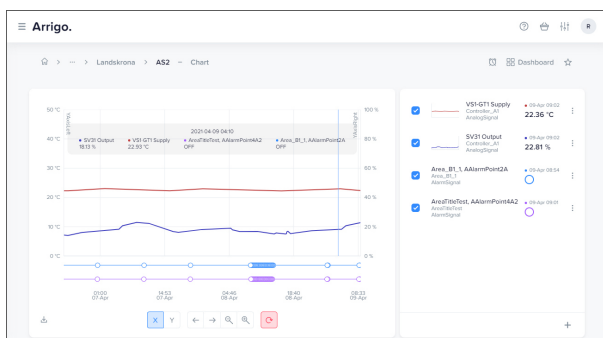 Arrigo.
R
> ··· > Landskrona > AS2 – Chart
Dashboard
50 °C
100 %
YAxisLeft
YAxisRight
2021-04-09 04:10
SV31 Output
VS1-GT1 Supply
AreaTitleTest, AAlarmPoint4A2
Area_B1_1, AAlarmPoint2A
18.13 %
22.93 °C
OFF
OFF
40 °C
80 %
30 °C
60 %
20 °C
40 %
10 °C
20 %
0 °C
0 %
01:00
14:53
04:46
18:40
08:33
07-Apr
07-Apr
08-Apr
08-Apr
09-Apr
X
Y
VS1-GT1 Supply
Controller_A1
AnalogSignal
09-Apr 09:02
22.36 °C
SV31 Output
Controller_A1
AnalogSignal
09-Apr 09:02
22.81 %
Area_B1_1, AAlarmPoint2A
Area_B1_1
AlarmSignal
09-Apr 08:54
AreaTitleTest, AAlarmPoint4A2
AreaTitleTest
AlarmSignal
09-Apr 09:01